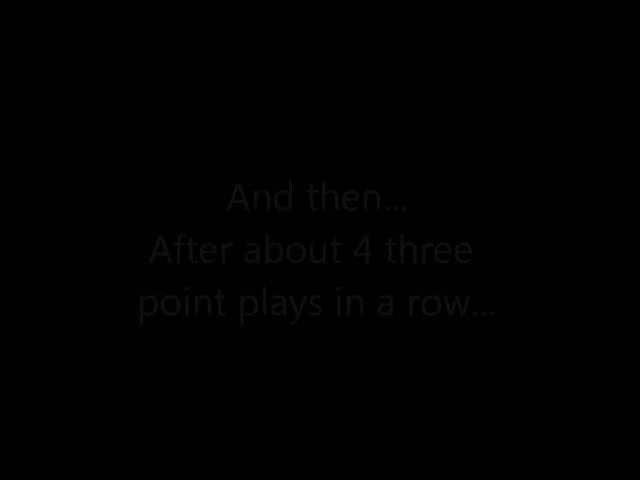 And then...
After about 4 three
point plays in a row...